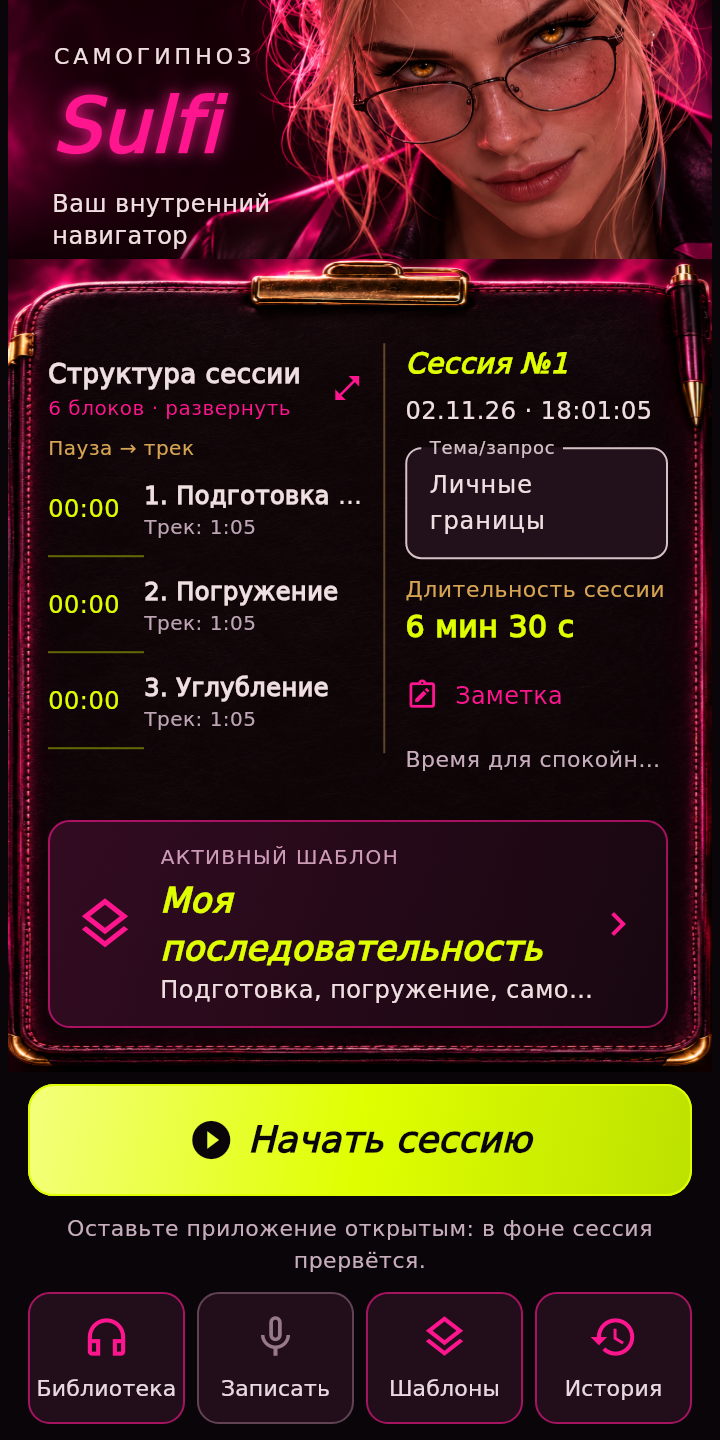 САМОГИПНОЗ
Sulfi
Ваш внутренний
навигатор
Структура сессии
6 блоков · развернуть
Пауза → трек
00:00
1. Подготовка ...
Трек: 1:05
00:00
2. Погружение
Трек: 1:05
00:00
3. Углубление
Трек: 1:05
Сессия №1
02.11.26 · 18:01:05
Тема/запрос
Личные
границы
Длительность сессии
6 мин 30 с
Заметка
Время для спокойн...
АКТИВНЫЙ ШАБЛОН
Моя
последовательность
Подготовка, погружение, само...
Начать сессию
Оставьте приложение открытым: в фоне сессия
прервётся.
Библиотека
Записать
Шаблоны
История